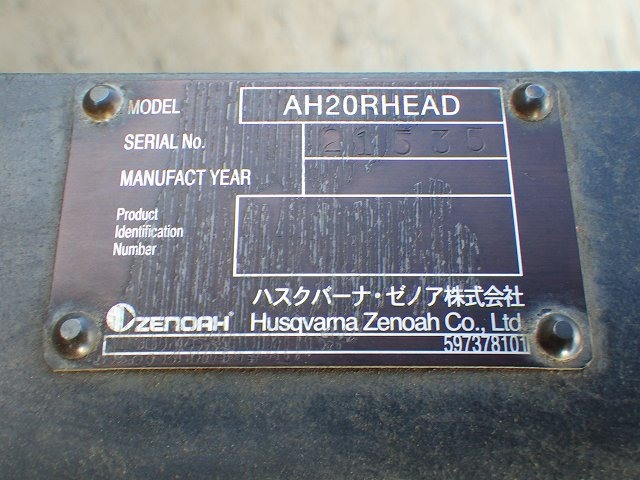 MODEL AH20RHEAD
SERIAL No. 21535
MANUFACT YEAR
Product
Identification
Number
ハスクバーナ・ゼノア株式会社
ZENOAH Husqvarna Zenoah Co., Ltd
597378101